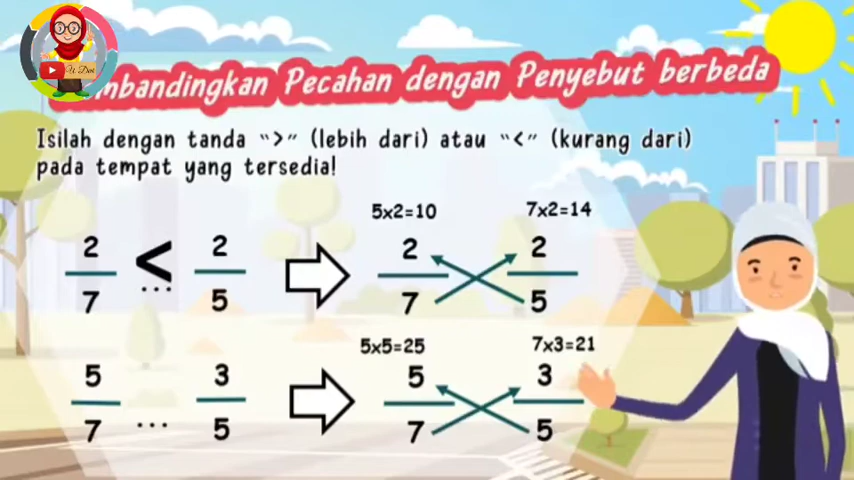 mbandingkan Pecahan dengan Penyebut berbeda
Isilah dengan tanda ">" (lebih dari) atau "<" (kurang dari)
pada tempat yang tersedia!
5x2=10 7x2=14
2 < 2 2 2
...
7 5 7 5
5x5=25 7x3=21
5 3 5 3
...
7 5 7 5